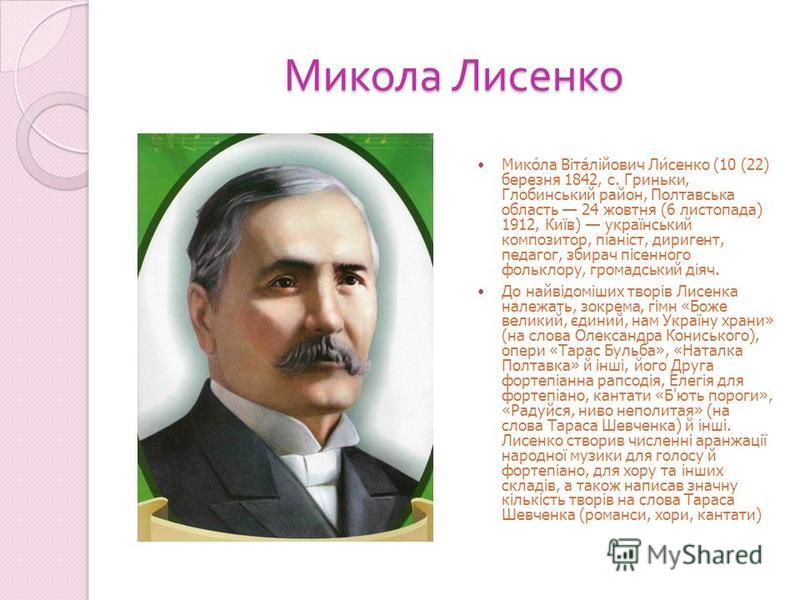 Микола Лисенко
• Мико́ла Віта́лійович Ли́сенко (10 (22)
березня 1842, с. Гриньки,
Глобинський район, Полтавська
область — 24 жовтня (6 листопада)
1912, Київ) — український
композитор, піаніст, диригент,
педагог, збирач пісенного
фольклору, громадський діяч.
• До найвідоміших творів Лисенка
належать, зокрема, гімн «Боже
великий, єдиний, нам Україну храни»
(на слова Олександра Кониського),
опери «Тарас Бульба», «Наталка
Полтавка» й інші, його Друга
фортепіанна рапсодія, Елегія для
фортепіано, кантати «Б'ють пороги»,
«Радуйся, ниво неполитая» (на
слова Тараса Шевченка) й інші.
Лисенко створив численні аранжації
народної музики для голосу й
фортепіано, для хору та інших
складів, а також написав значну
кількість творів на слова Тараса
Шевченка (романси, хори, кантати)
MyShared